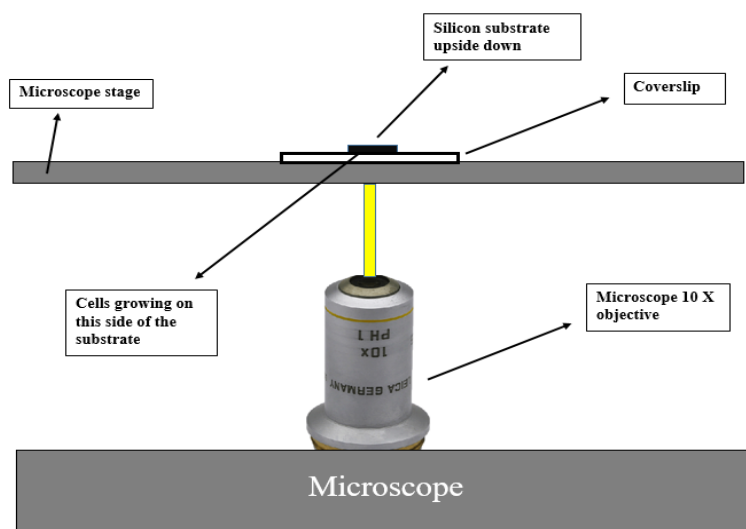 Silicon substrate
upside down
Microscope stage
Coverslip
Cells growing on
this side of the
substrate
Microscope 10 X
objective
PH 1
10x
LEICA GERMANY
Microscope